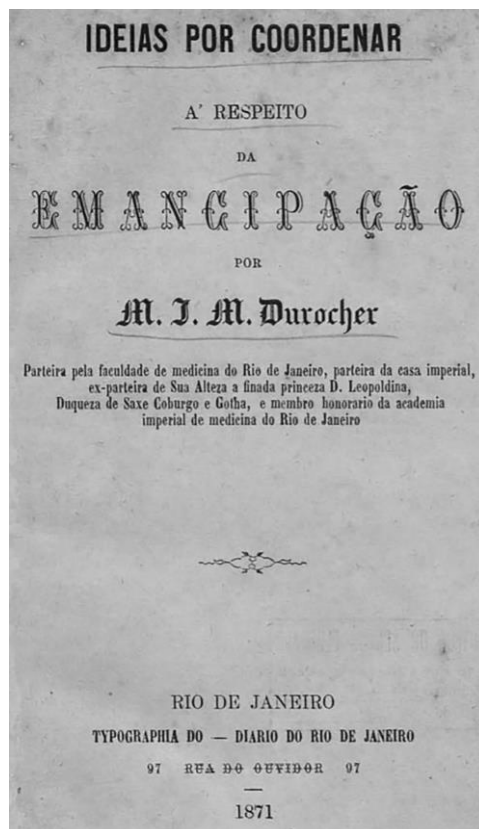 IDEIAS POR COORDENAR
A' RESPEITO
DA
EMANCIPAÇÃO
POR
M. J. M. Durocher
Parteira pela faculdade de medicina do Rio de Janeiro, parteira da casa imperial,
ex-parteira de Sua Alteza a finada princeza D. Leopoldina,
Duqueza de Saxe Coburgo e Gotha, e membro honorario da academia
imperial de medicina do Rio de Janeiro
RIO DE JANEIRO
TYPOGRAPHIA DO — DIARIO DO RIO DE JANEIRO
97 RUA DO OUVIDOR 97
1871